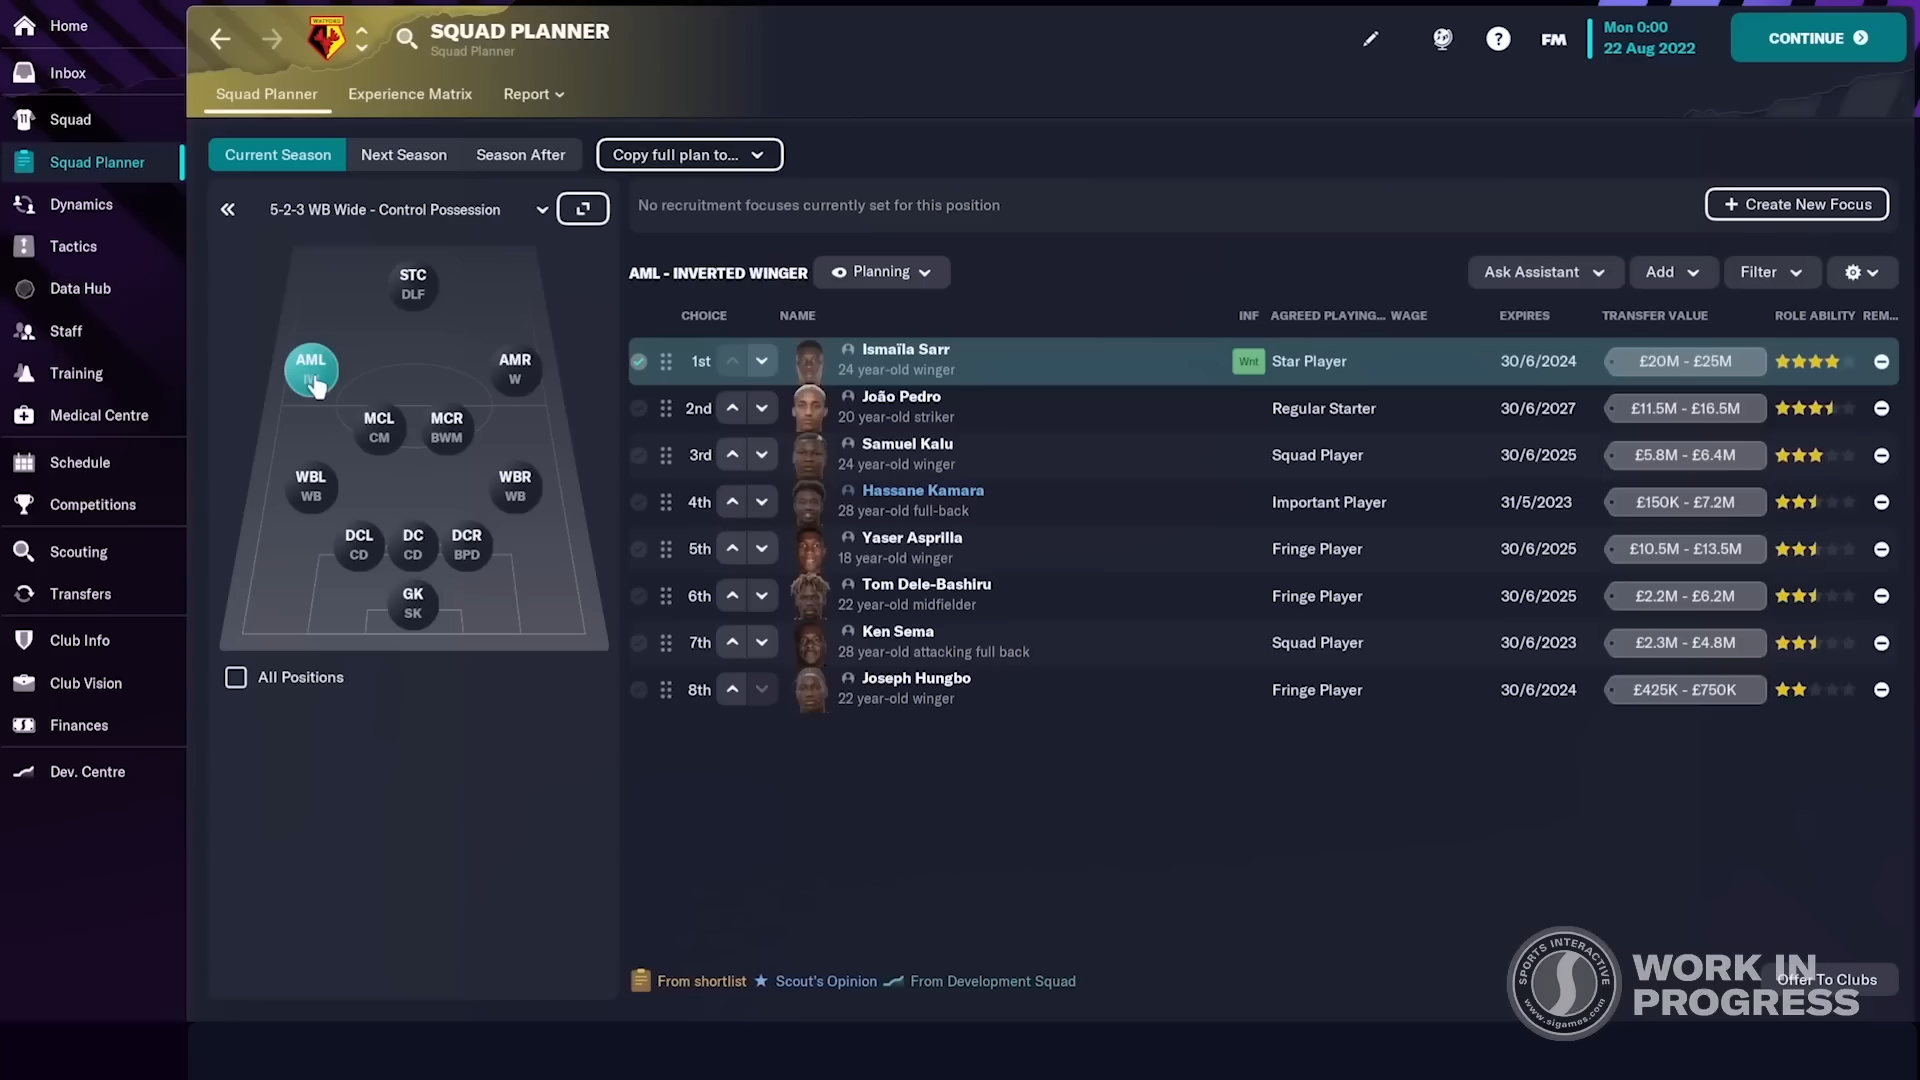 Home
Inbox
Squad
Squad Planner
Dynamics
Tactics
Data Hub
Staff
Training
Medical Centre
Schedule
Competitions
Scouting
Transfers
Club Info
Club Vision
Finances
Dev. Centre
WATFORD
SQUAD PLANNER
Squad Planner
FM
Mon 0:00
22 Aug 2022
CONTINUE
Squad Planner Experience Matrix Report
Current Season Next Season Season After Copy full plan to...
5-2-3 WB Wide - Control Possession
STC
DLF
AML
AMR
W
MCL
CM
MCR
BWM
WBL
WB
WBR
WB
DCL
CD
DC
CD
DCR
BPD
GK
SK
All Positions
No recruitment focuses currently set for this position
+ Create New Focus
AML - INVERTED WINGER Planning Ask Assistant Add Filter
CHOICE NAME INF AGREED PLAYING... WAGE EXPIRES TRANSFER VALUE ROLE ABILITY REM...
1st Ismaïla Sarr Wnt Star Player 30/6/2024 £20M - £25M
24 year-old winger
2nd João Pedro Regular Starter 30/6/2027 £11.5M - £16.5M
20 year-old striker
3rd Samuel Kalu Squad Player 30/6/2025 £5.8M - £6.4M
24 year-old winger
4th Hassane Kamara Important Player 31/5/2023 £150K - £7.2M
28 year-old full-back
5th Yaser Asprilla Fringe Player 30/6/2025 £10.5M - £13.5M
18 year-old winger
6th Tom Dele-Bashiru Fringe Player 30/6/2025 £2.2M - £6.2M
22 year-old midfielder
7th Ken Sema Squad Player 30/6/2023 £2.3M - £4.8M
28 year-old attacking full back
8th Joseph Hungbo Fringe Player 30/6/2024 £425K - £750K
22 year-old winger
From shortlist Scout's Opinion From Development Squad
SPORTS INTERACTIVE
www.sigames.com
WORK IN
PROGRESS
Offer To Clubs